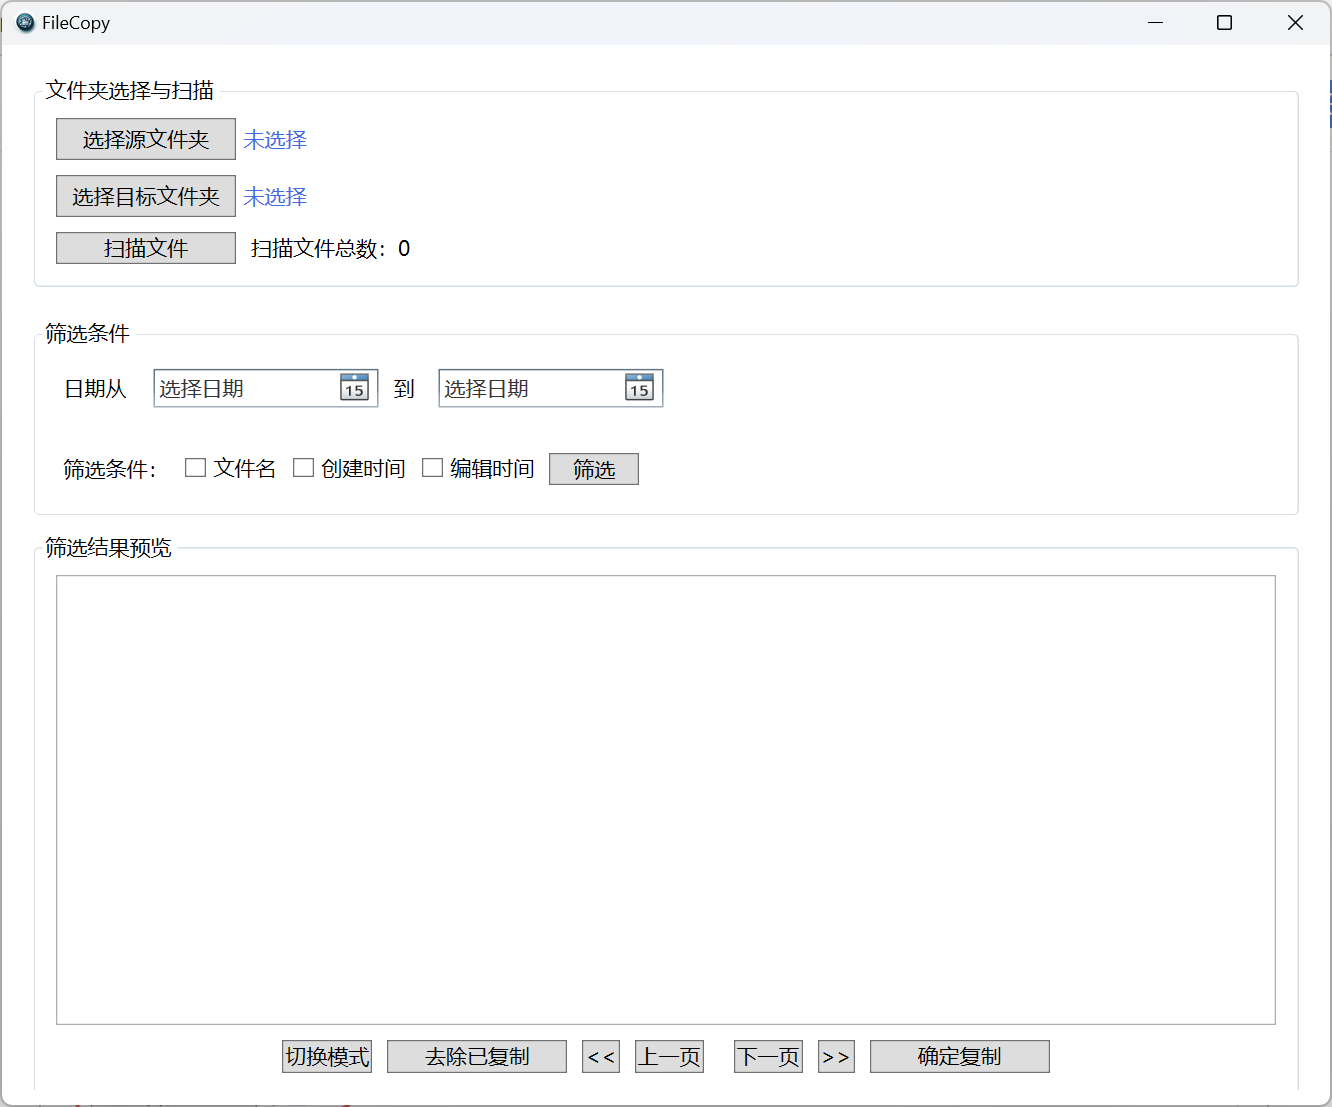 FileCopy
文件夹选择与扫描
选择源文件夹 未选择
选择目标文件夹 未选择
扫描文件 扫描文件总数：0
筛选条件
日期从 选择日期 15 到 选择日期 15
筛选条件： 文件名 创建时间 编辑时间 筛选
筛选结果预览
切换模式 去除已复制 << 上一页 下一页 >> 确定复制